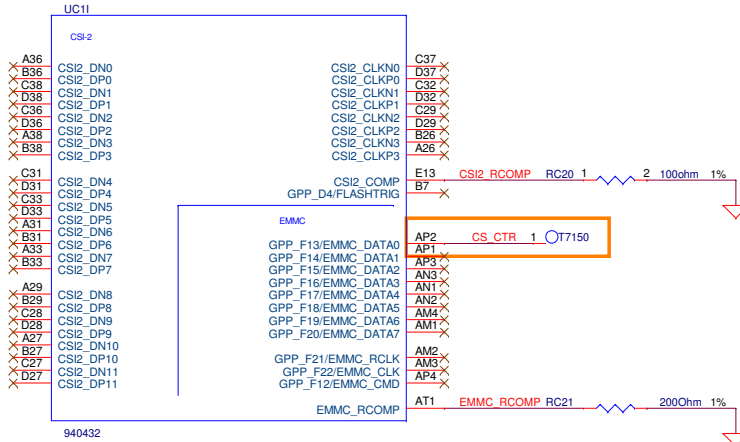 UC1I
CSI-2
A36 CSI2_DN0
B36 CSI2_DP0
C38 CSI2_DN1
D38 CSI2_DP1
C36 CSI2_DN2
D36 CSI2_DP2
A38 CSI2_DN3
B38 CSI2_DP3
C31 CSI2_DN4
D31 CSI2_DP4
C33 CSI2_DN5
D33 CSI2_DP5
A31 CSI2_DN6
B31 CSI2_DP6
A33 CSI2_DN7
B33 CSI2_DP7
A29 CSI2_DN8
B29 CSI2_DP8
C28 CSI2_DN9
D28 CSI2_DP9
A27 CSI2_DN10
B27 CSI2_DP10
C27 CSI2_DN11
D27 CSI2_DP11
CSI2_CLKN0 C37
CSI2_CLKP0 D37
CSI2_CLKN1 C32
CSI2_CLKP1 D32
CSI2_CLKN2 C29
CSI2_CLKP2 D29
CSI2_CLKN3 B26
CSI2_CLKP3 A26
CSI2_COMP E13 CSI2_RCOMP RC20 1 2 100ohm 1%
GPP_D4/FLASHTRIG B7
EMMC
GPP_F13/EMMC_DATA0 AP2 CS_CTR 1 T7150
GPP_F14/EMMC_DATA1 AP1
GPP_F15/EMMC_DATA2 AP3
GPP_F16/EMMC_DATA3 AN3
GPP_F17/EMMC_DATA4 AN1
GPP_F18/EMMC_DATA5 AN2
GPP_F19/EMMC_DATA6 AM4
GPP_F20/EMMC_DATA7 AM1
GPP_F21/EMMC_RCLK AM2
GPP_F22/EMMC_CLK AM3
GPP_F12/EMMC_CMD AP4
EMMC_RCOMP AT1 EMMC_RCOMP RC21 200Ohm 1%
940432